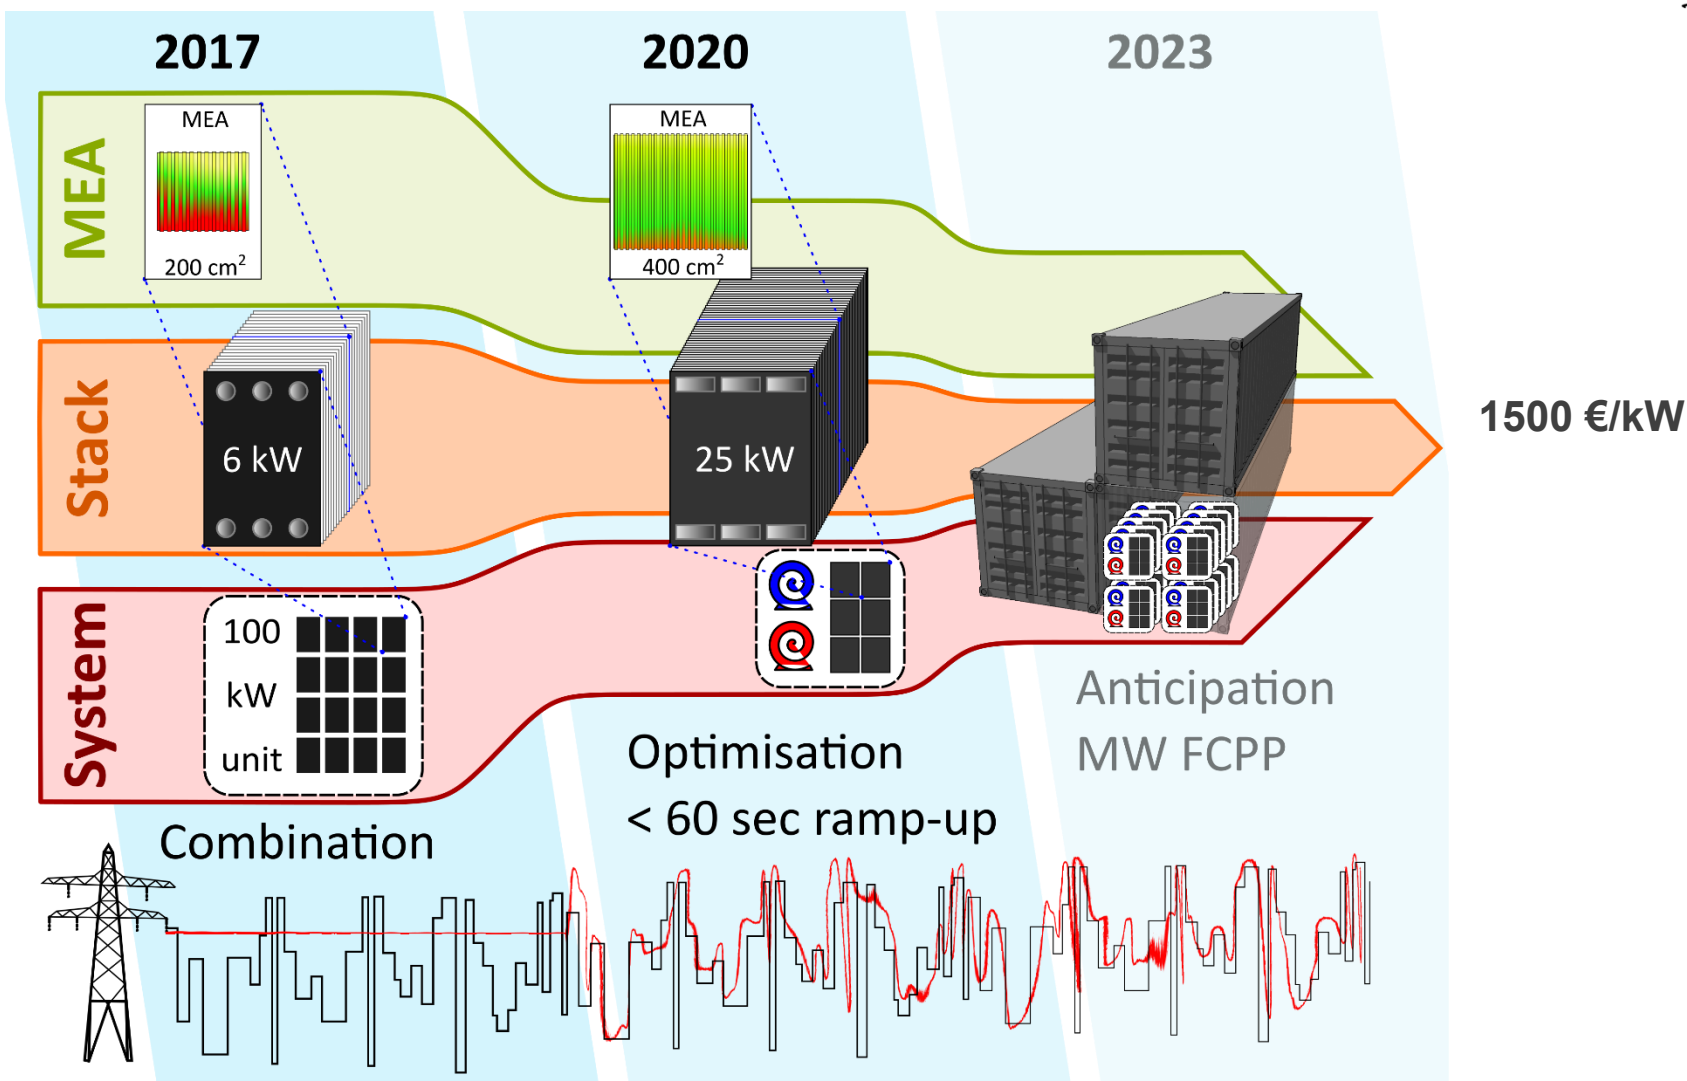 2017
2020
2023
MEA
MEA
200 cm²
MEA
400 cm²
Stack
6 kW
25 kW
1500 €/kW
System
100
kW
unit
Combination
Optimisation
< 60 sec ramp-up
Anticipation
MW FCPP